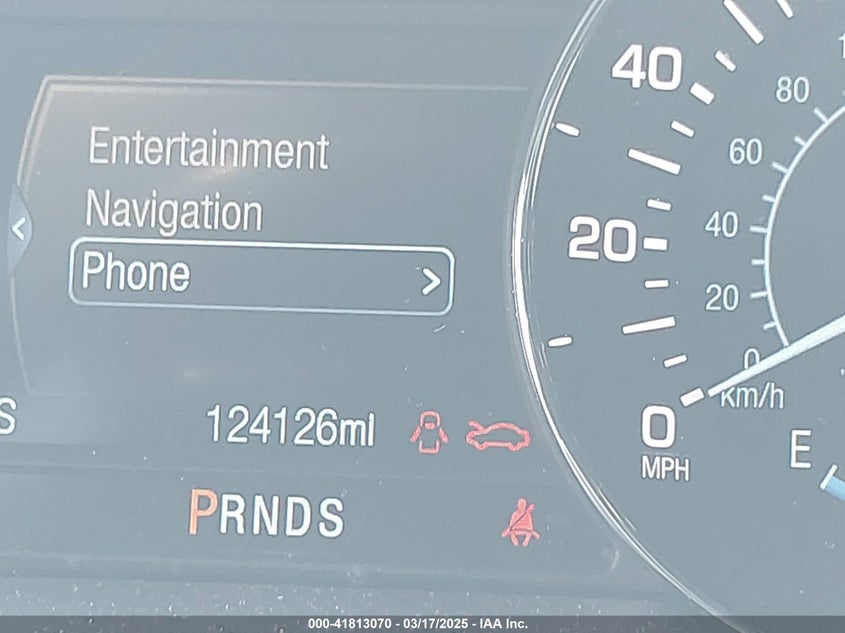 Entertainment
Navigation
Phone
124126mi
PRNDS
40
20
0
MPH
80
60
40
20
0
km/h
E
S
000-41813070 - 03/17/2025 - IAA Inc.